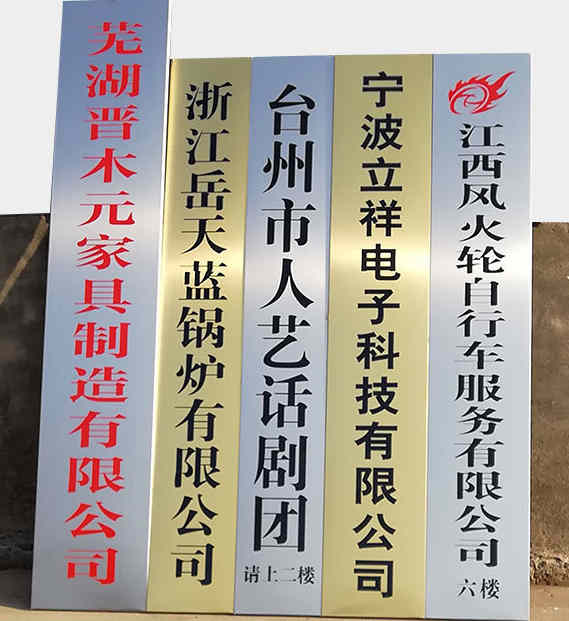 芜湖晋木元家具制造有限公司
浙江岳天蓝锅炉有限公司
台州市人艺话剧团
请上二楼
宁波立祥电子科技有限公司
江西风火轮自行车服务有限公司
六楼